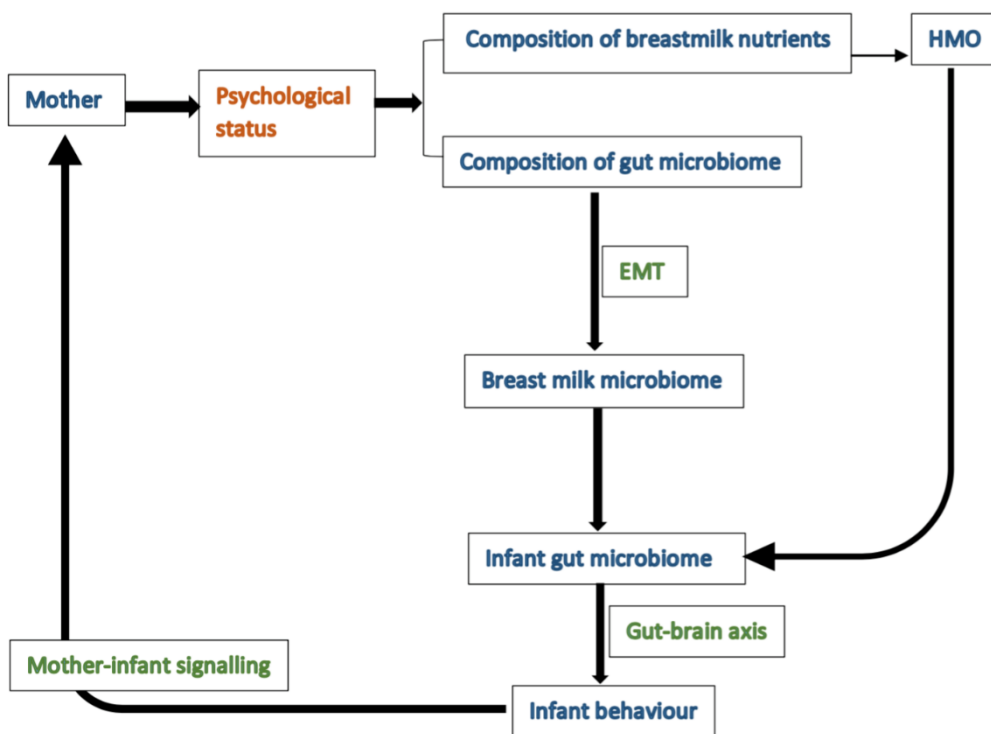 Composition of breastmilk nutrients
HMO
Mother
Psychological
status
Composition of gut microbiome
EMT
Breast milk microbiome
Infant gut microbiome
Gut-brain axis
Mother-infant signalling
Infant behaviour